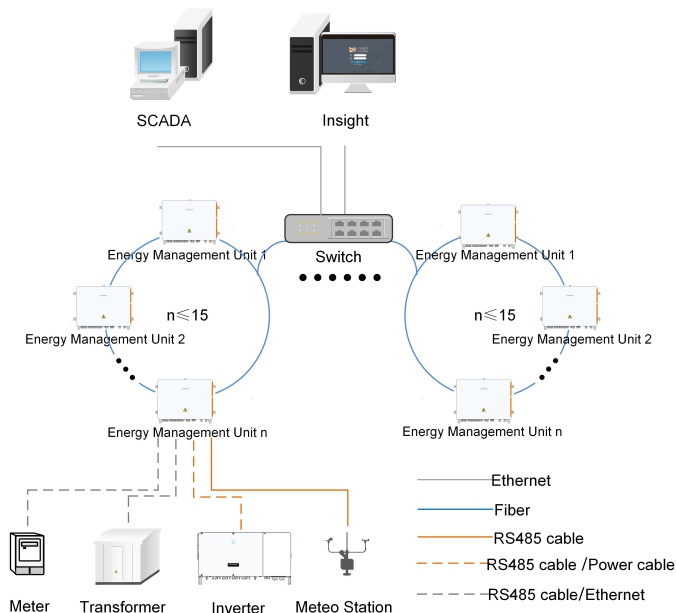 SCADA
Insight
Switch
Energy Management Unit 1
Energy Management Unit 1
n≤15
n≤15
Energy Management Unit 2
Energy Management Unit 2
Energy Management Unit n
Energy Management Unit n
Ethernet
Fiber
RS485 cable
RS485 cable /Power cable
RS485 cable/Ethernet
Meter
Transformer
Inverter
Meteo Station